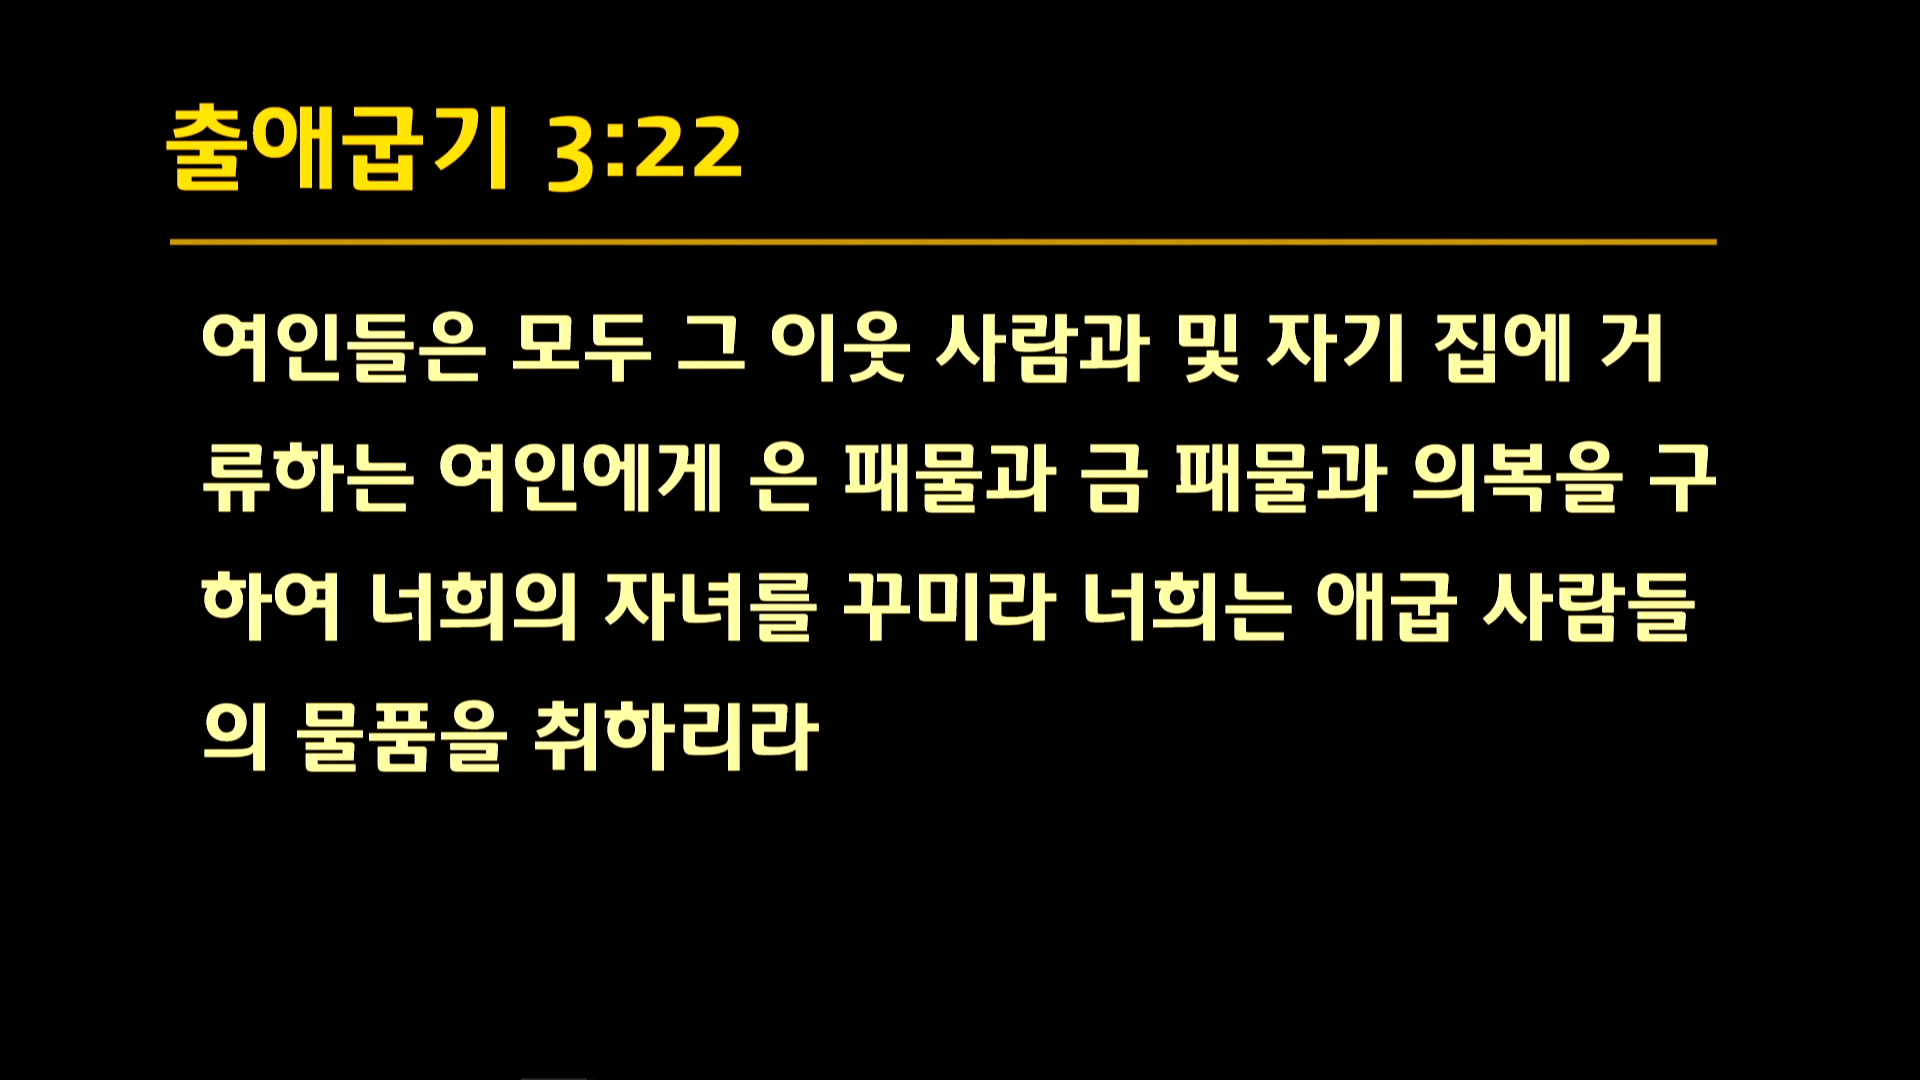 출애굽기 3:22
여인들은 모두 그 이웃 사람과 및 자기 집에 거
류하는 여인에게 은 패물과 금 패물과 의복을 구
하여 너희의 자녀를 꾸미라 너희는 애굽 사람들
의 물품을 취하리라